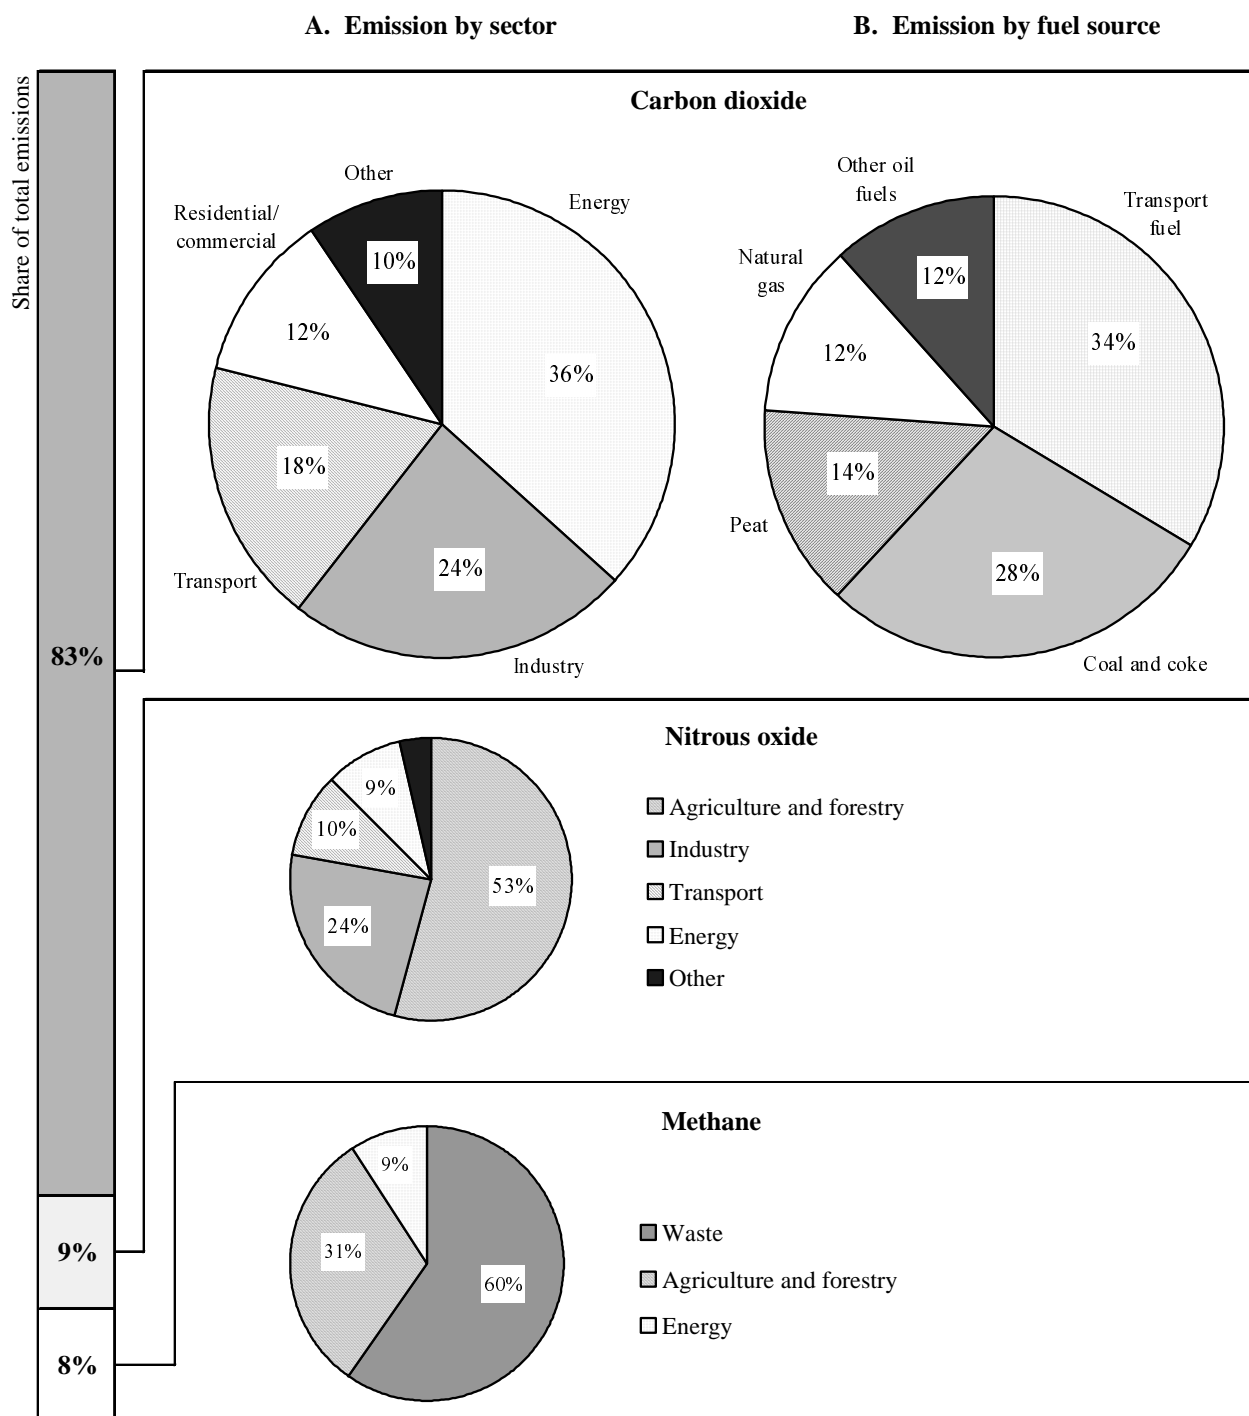 A. Emission by sector
B. Emission by fuel source
Share of total emissions
Carbon dioxide
Other
Energy
Residential/
commercial
10%
12%
36%
18%
24%
Transport
Industry
Other oil
fuels
Transport
fuel
Natural
gas
12%
34%
12%
14%
Peat
28%
Coal and coke
83%
Nitrous oxide
9%
10%
53%
24%
Agriculture and forestry
Industry
Transport
Energy
Other
Methane
9%
31%
60%
Waste
Agriculture and forestry
Energy
9%
8%